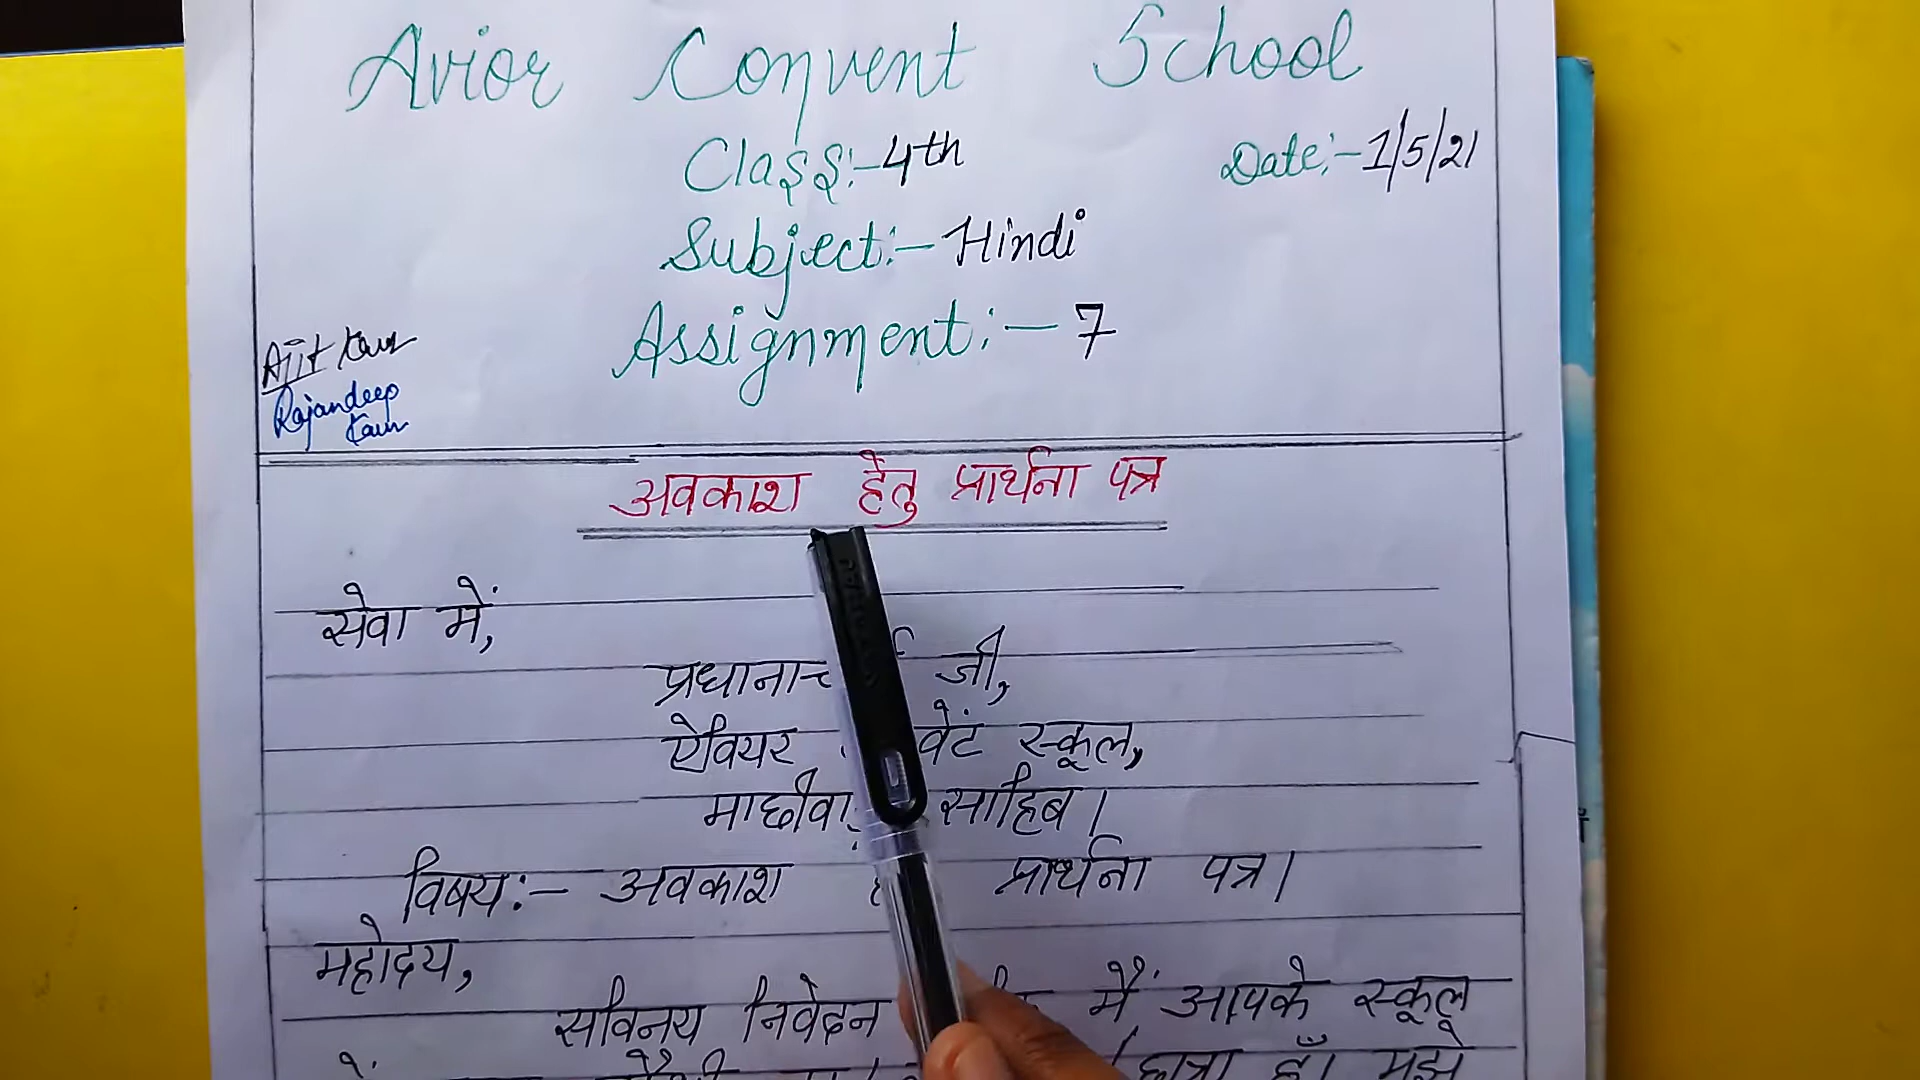 Avior Convent School
Class:-4th Date:-1/5/21
Subject:-Hindi
Assignment:-7
Ajit Kaur
Rajandeep Kaur
अवकाश हेतु प्रार्थना पत्र
सेवा में,
जी,
ऐवियर स्कूल,
साहिब।
विषय:- अवकाश प्रार्थना पत्र।
महोदय,
सविनय निवेदन मैं आपके स्कूल
छात्रा हूँ। मुझे